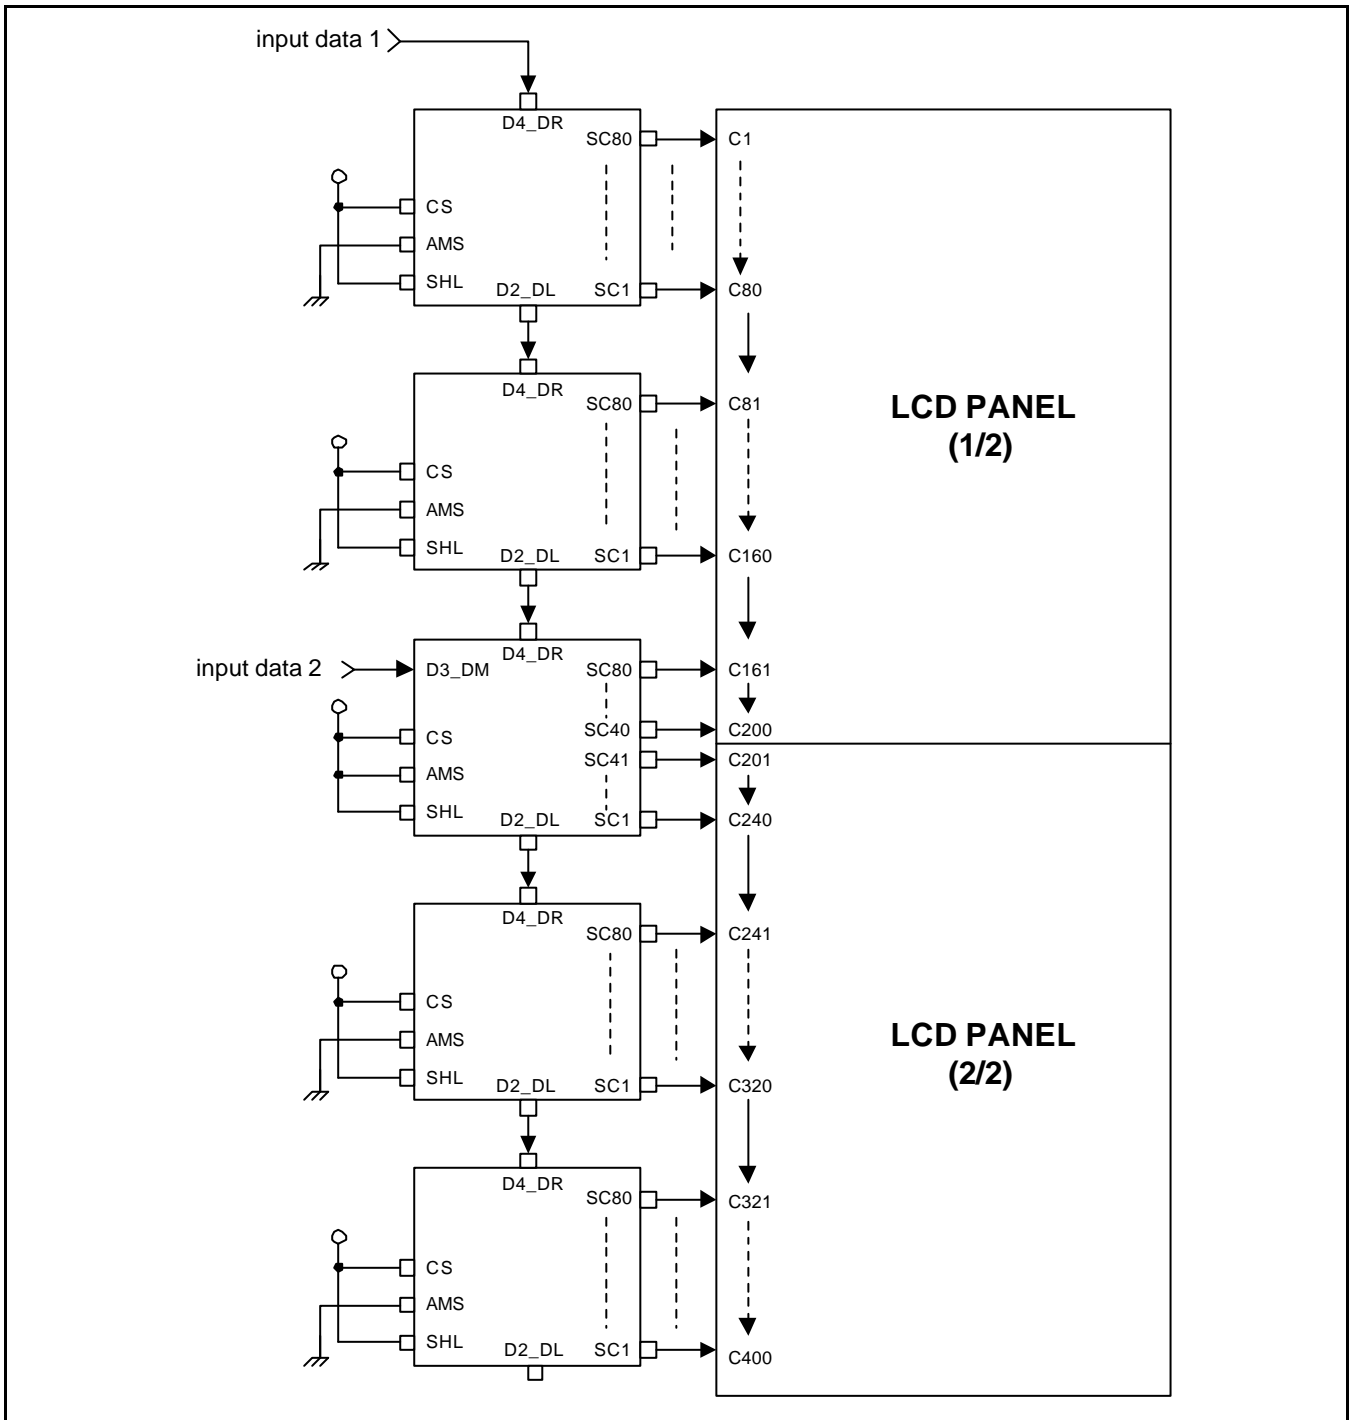 input data 1
D4_DR
SC80
C1
CS
AMS
SHL
D2_DL
SC1
C80
D4_DR
SC80
C81
LCD PANEL
(1/2)
CS
AMS
SHL
D2_DL
SC1
C160
D4_DR
input data 2
D3_DM
SC80
C161
SC40
C200
CS
SC41
C201
AMS
SHL
D2_DL
SC1
C240
D4_DR
SC80
C241
CS
LCD PANEL
(2/2)
AMS
SHL
D2_DL
SC1
C320
D4_DR
SC80
C321
CS
AMS
SHL
D2_DL
SC1
C400